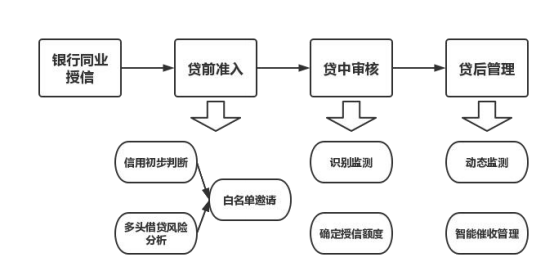 银行同业
授信
贷前准入
贷中审核
贷后管理
信用初步判断
多头借贷风险
分析
白名单邀请
识别监测
确定授信额度
动态监测
智能催收管理